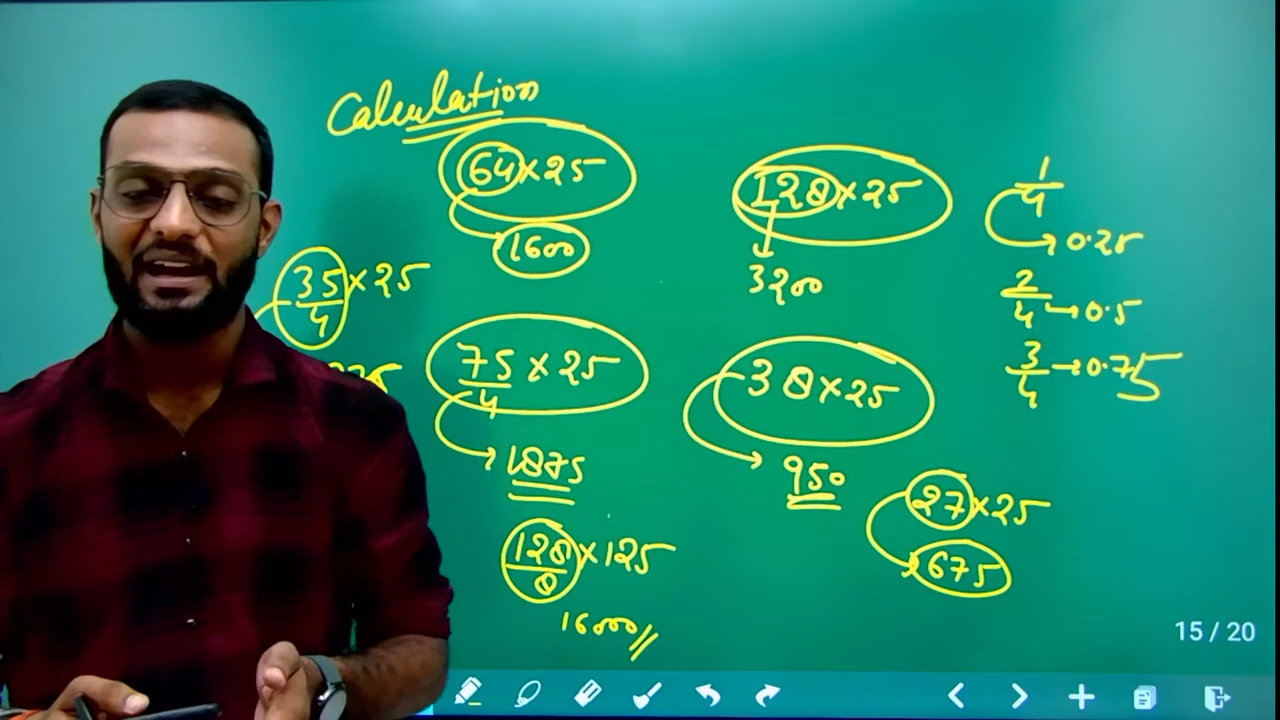 Calculation
64×25
1600
128×25
3200
1/4
→ 0.25
2/4 → 0.5
3/4 → 0.75
35/4 ×25
75/4 × 25
→ 1875
38×25
→ 950
27×25
→ 675
128/8 ×125
16000//
15 / 20